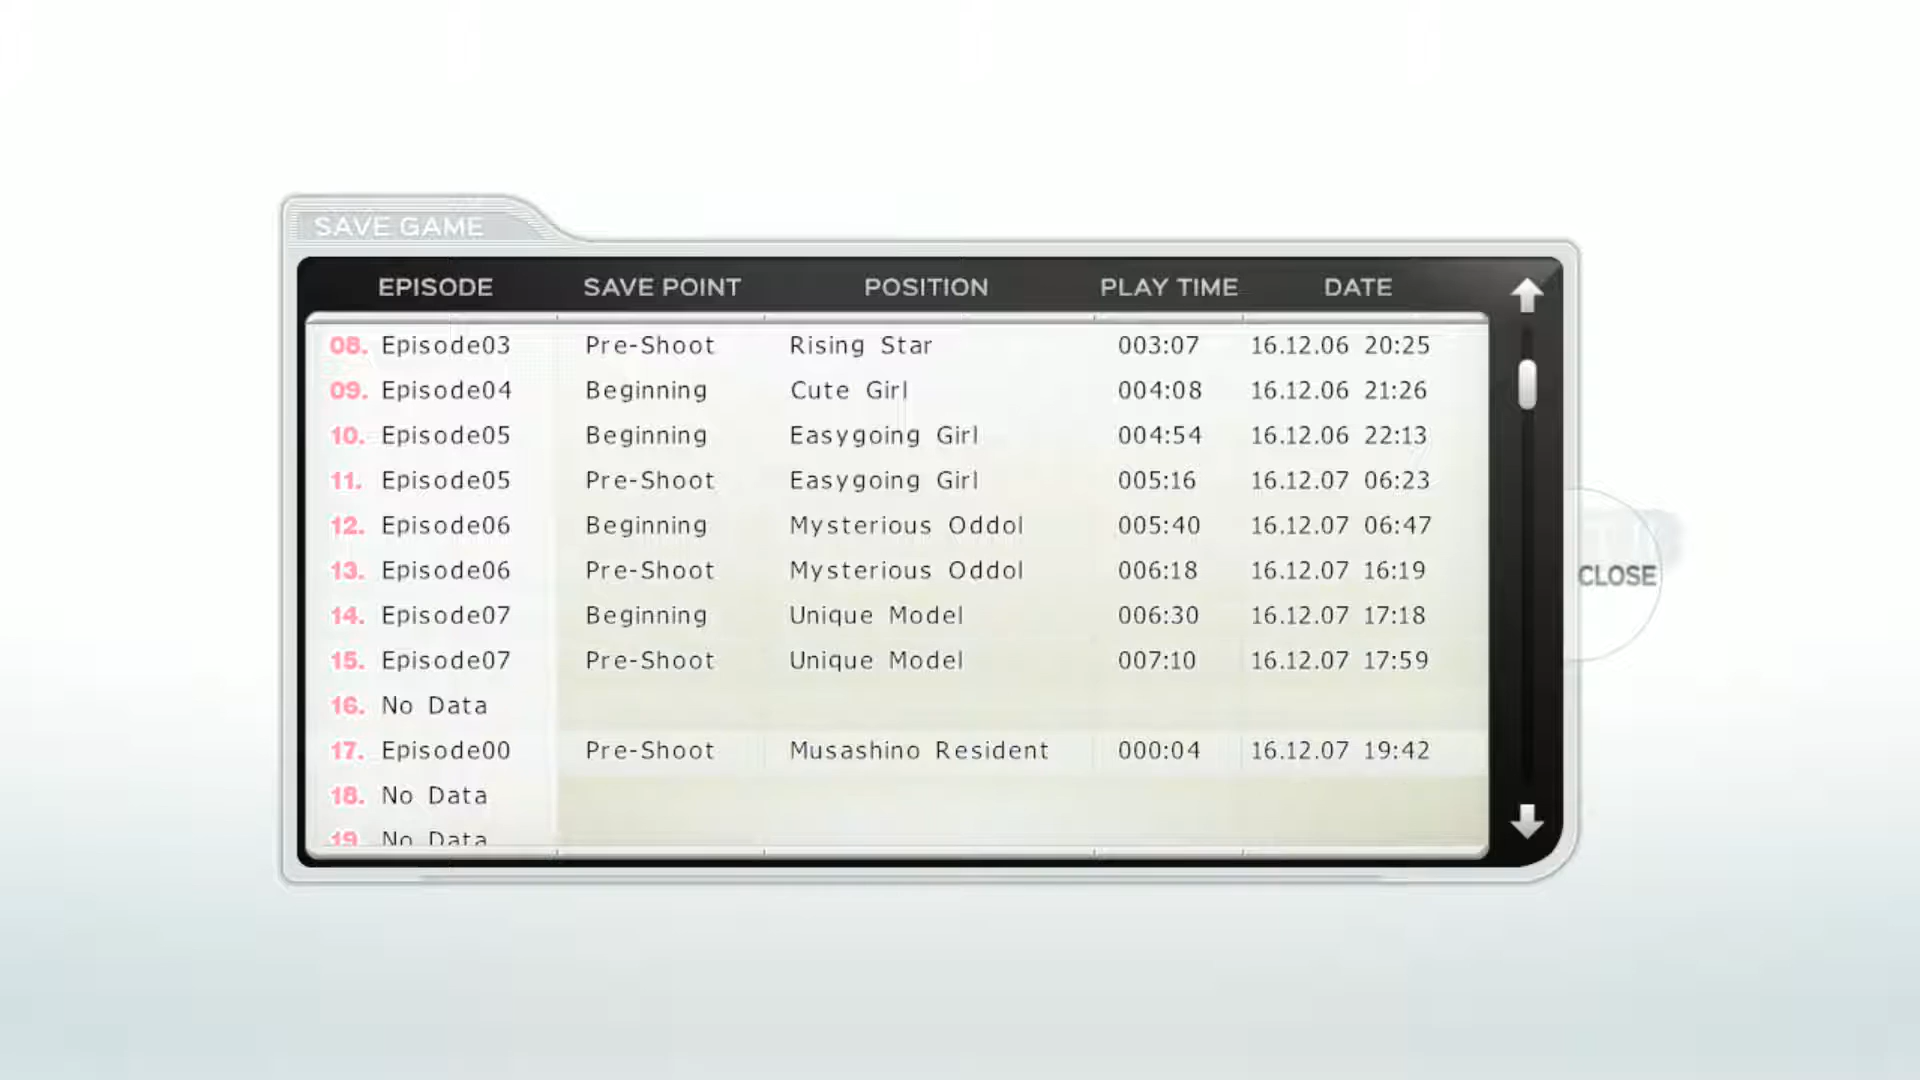 SAVE GAME
EPISODE SAVE POINT POSITION PLAY TIME DATE
08. Episode03 Pre-Shoot Rising Star 003:07 16.12.06 20:25
09. Episode04 Beginning Cute Girl 004:08 16.12.06 21:26
10. Episode05 Beginning Easygoing Girl 004:54 16.12.06 22:13
11. Episode05 Pre-Shoot Easygoing Girl 005:16 16.12.07 06:23
12. Episode06 Beginning Mysterious Oddol 005:40 16.12.07 06:47
13. Episode06 Pre-Shoot Mysterious Oddol 006:18 16.12.07 16:19
CLOSE
14. Episode07 Beginning Unique Model 006:30 16.12.07 17:18
15. Episode07 Pre-Shoot Unique Model 007:10 16.12.07 17:59
16. No Data
17. Episode00 Pre-Shoot Musashino Resident 000:04 16.12.07 19:42
18. No Data
19 No Data